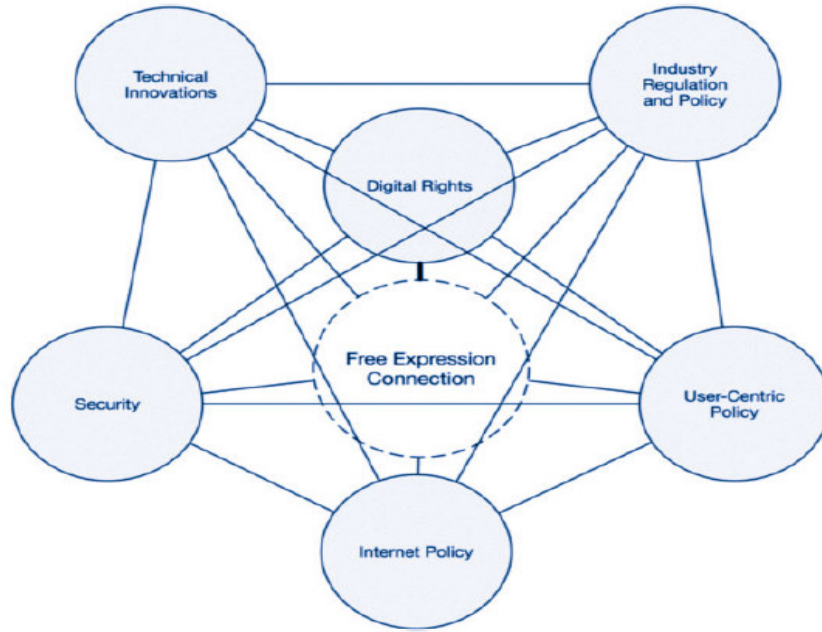 Technical
Innovations
Industry
Regulation
and Policy
Digital Rights
Free Expression
Connection
Security
User-Centric
Policy
Internet Policy